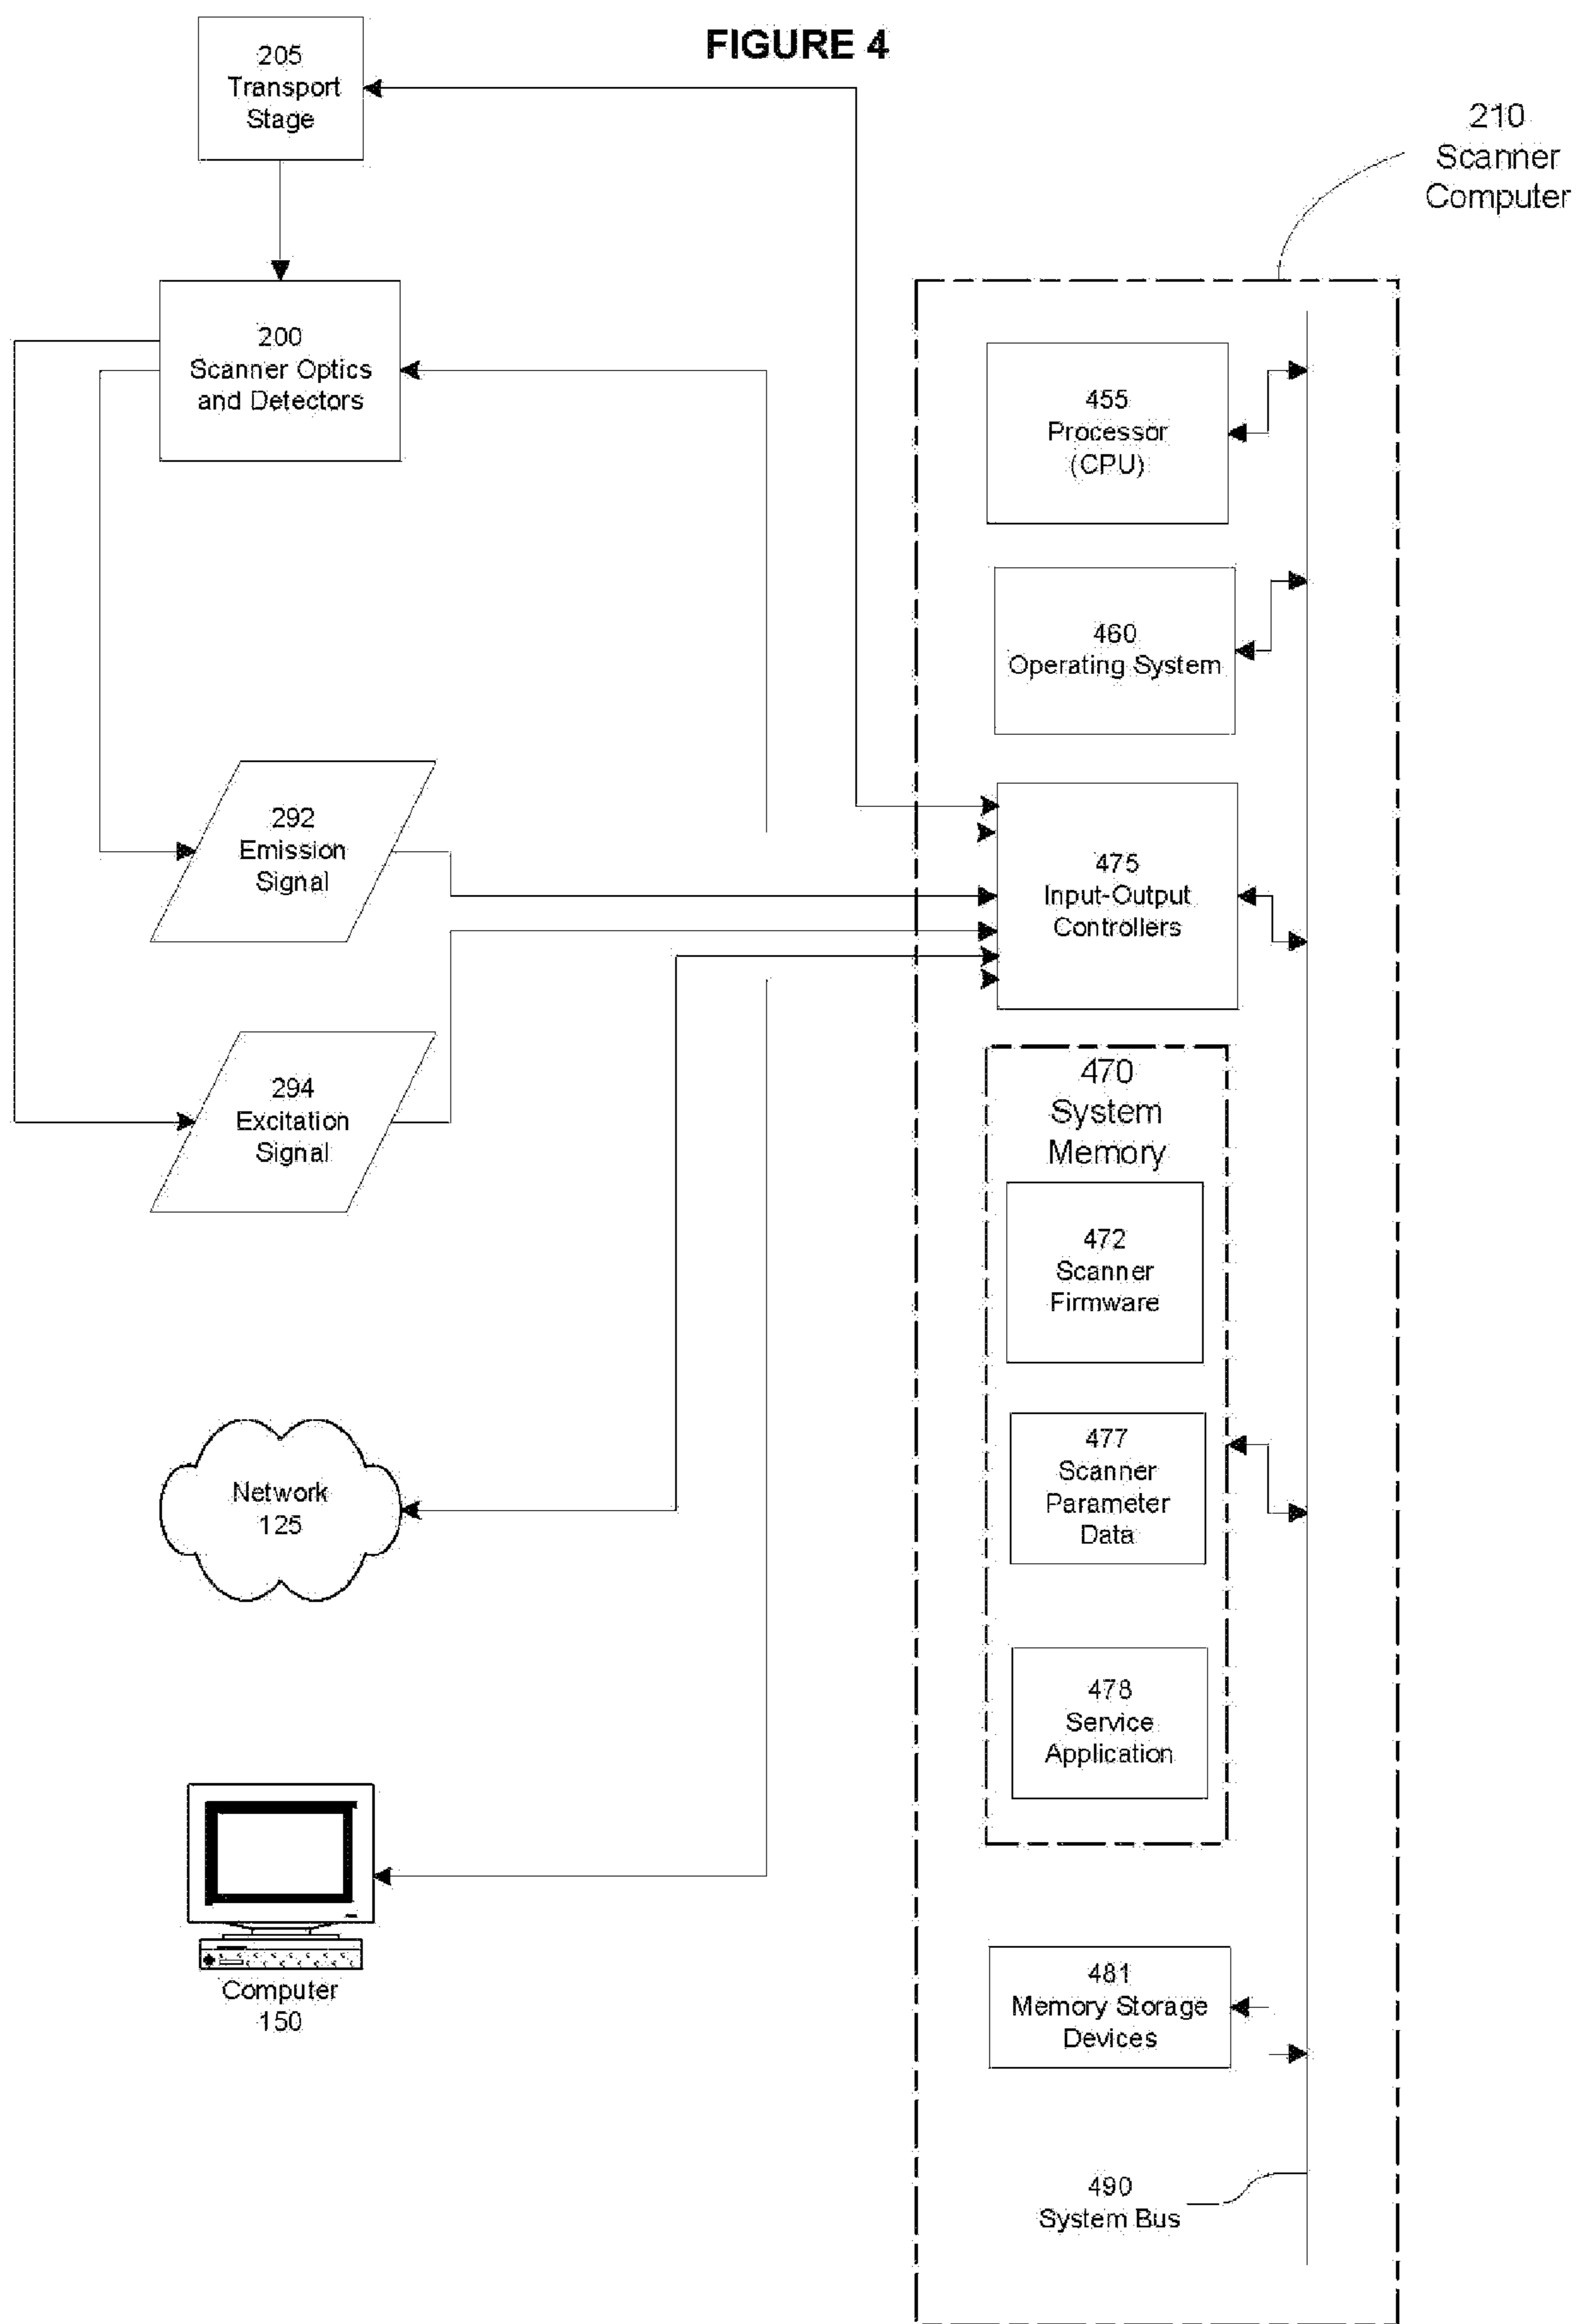 FIGURE 4
205
Transport
Stage
210
Scanner
Computer
200
Scanner Optics
and Detectors
455
Processor
(CPU)
460
Operating System
292
Emission
Signal
475
Input-Output
Controllers
294
Excitation
Signal
470
System
Memory
472
Scanner
Firmware
Network
125
477
Scanner
Parameter
Data
478
Service
Application
Computer
150
481
Memory Storage
Devices
490
System Bus